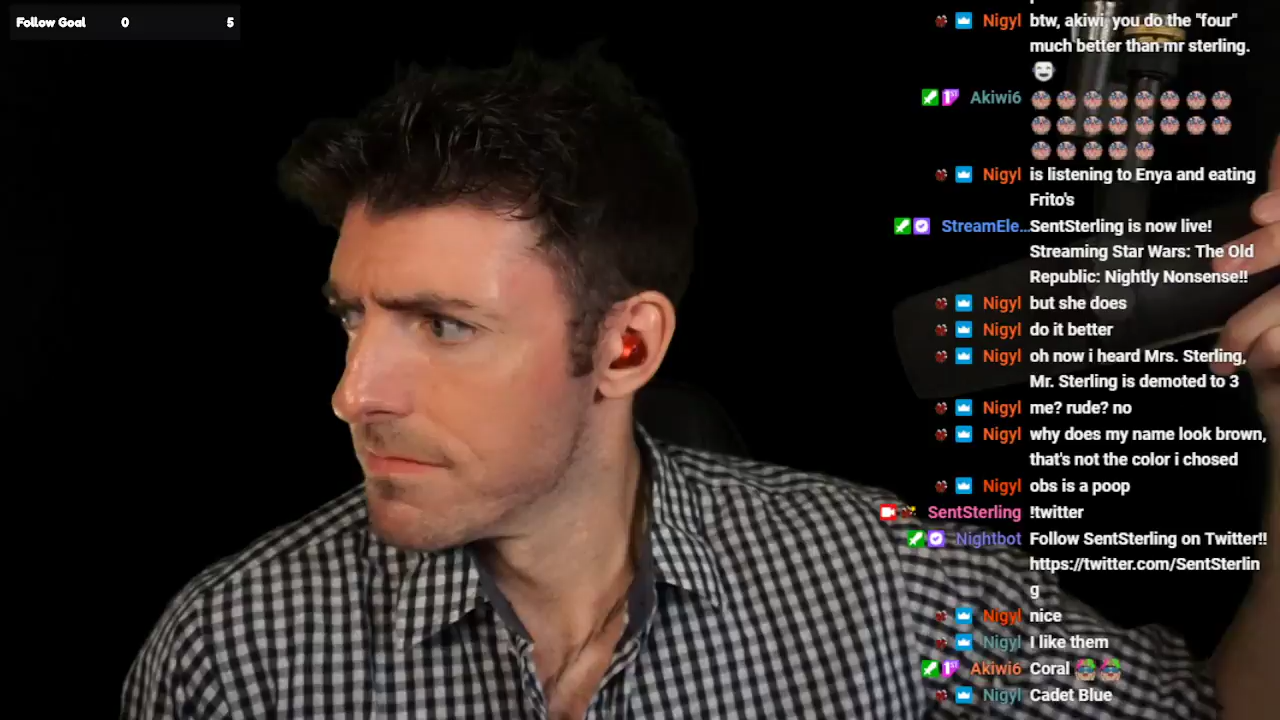 Follow Goal 0 5
Nigyl btw, akiwi, you do the "four"
much better than mr sterling.
Akiwi6
Nigyl is listening to Enya and eating
Frito's
StreamEle... SentSterling is now live!
Streaming Star Wars: The Old
Republic: Nightly Nonsense!!
Nigyl but she does
Nigyl do it better
Nigyl oh now i heard Mrs. Sterling,
Mr. Sterling is demoted to 3
Nigyl me? rude? no
Nigyl why does my name look brown,
that's not the color i chosed
Nigyl obs is a poop
SentSterling !twitter
Nightbot Follow SentSterling on Twitter!!
https://twitter.com/SentSterlin
g
Nigyl nice
Nigyl I like them
Akiwi6 Coral
Nigyl Cadet Blue